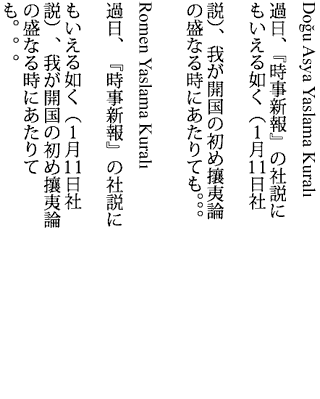 Doğu Asya Yaslama Kuralı
過日、『時事新報』の社説に
もいえる如く（1月11日社
説）、我が開国の初め攘夷論
の盛なる時にあたりても。。。
Romen Yaslama Kuralı
過日、『時事新報』の社説に
もいえる如く（1月11日社
説）、我が開国の初め攘夷論
の盛なる時にあたりて
も。。。